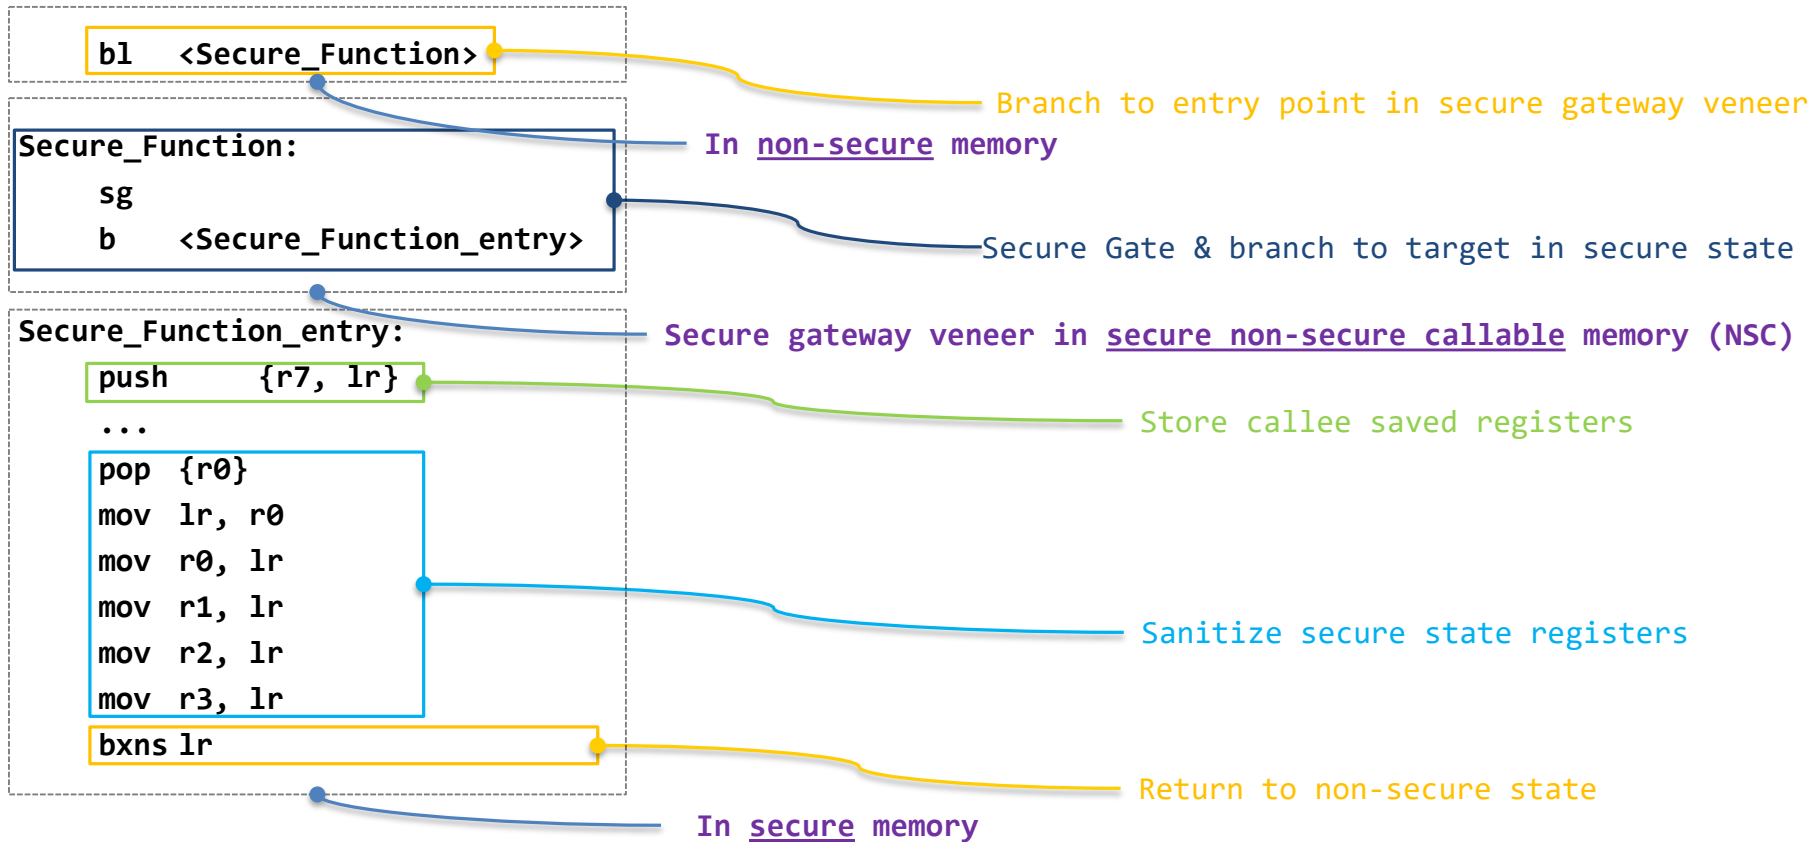 bl <Secure_Function>
Branch to entry point in secure gateway veneer
In non-secure memory
Secure_Function:
sg
b <Secure_Function_entry>
Secure Gate & branch to target in secure state
Secure gateway veneer in secure non-secure callable memory (NSC)
Secure_Function_entry:
push {r7, lr}
Store callee saved registers
...
pop {r0}
mov lr, r0
mov r0, lr
mov r1, lr
mov r2, lr
mov r3, lr
Sanitize secure state registers
bxns lr
Return to non-secure state
In secure memory